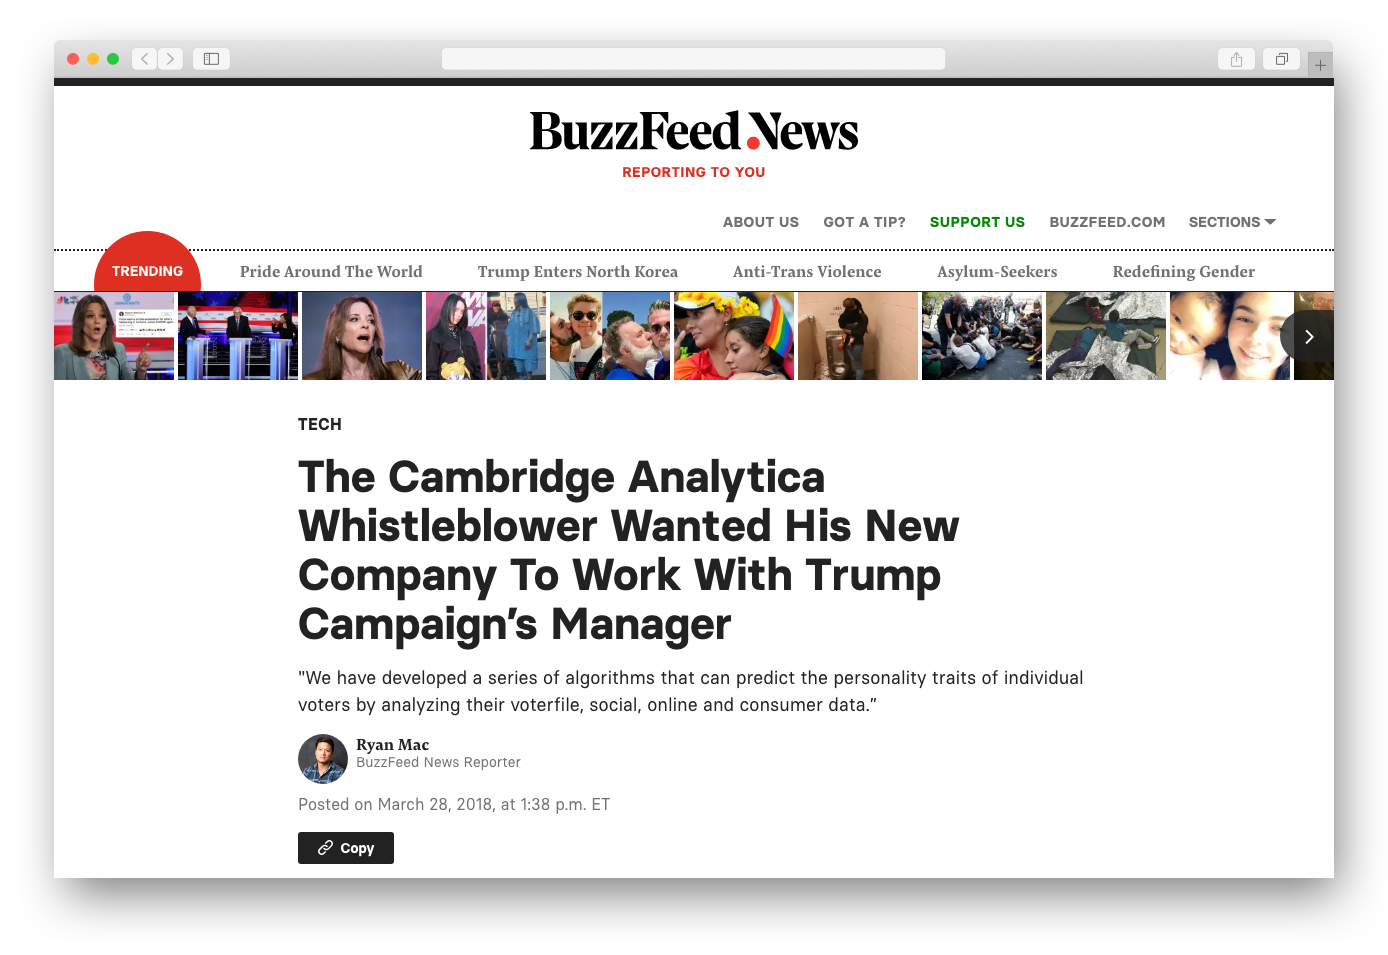 BuzzFeed News
REPORTING TO YOU
ABOUT US GOT A TIP? SUPPORT US BUZZFEED.COM SECTIONS
TRENDING Pride Around The World Trump Enters North Korea Anti-Trans Violence Asylum-Seekers Redefining Gender
TECH
The Cambridge Analytica
Whistleblower Wanted His New
Company To Work With Trump
Campaign’s Manager
"We have developed a series of algorithms that can predict the personality traits of individual
voters by analyzing their voterfile, social, online and consumer data.”
Ryan Mac
BuzzFeed News Reporter
Posted on March 28, 2018, at 1:38 p.m. ET
Copy